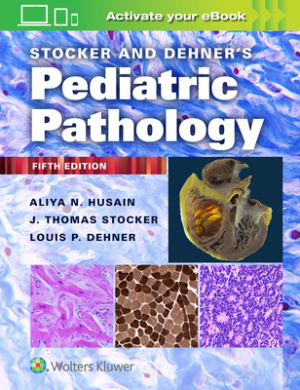 Activate your eBook
STOCKER AND DEHNER'S
Pediatric
Pathology
FIFTH EDITION
ALIYA N. HUSAIN
J. THOMAS STOCKER
LOUIS P. DEHNER
Wolters Kluwer